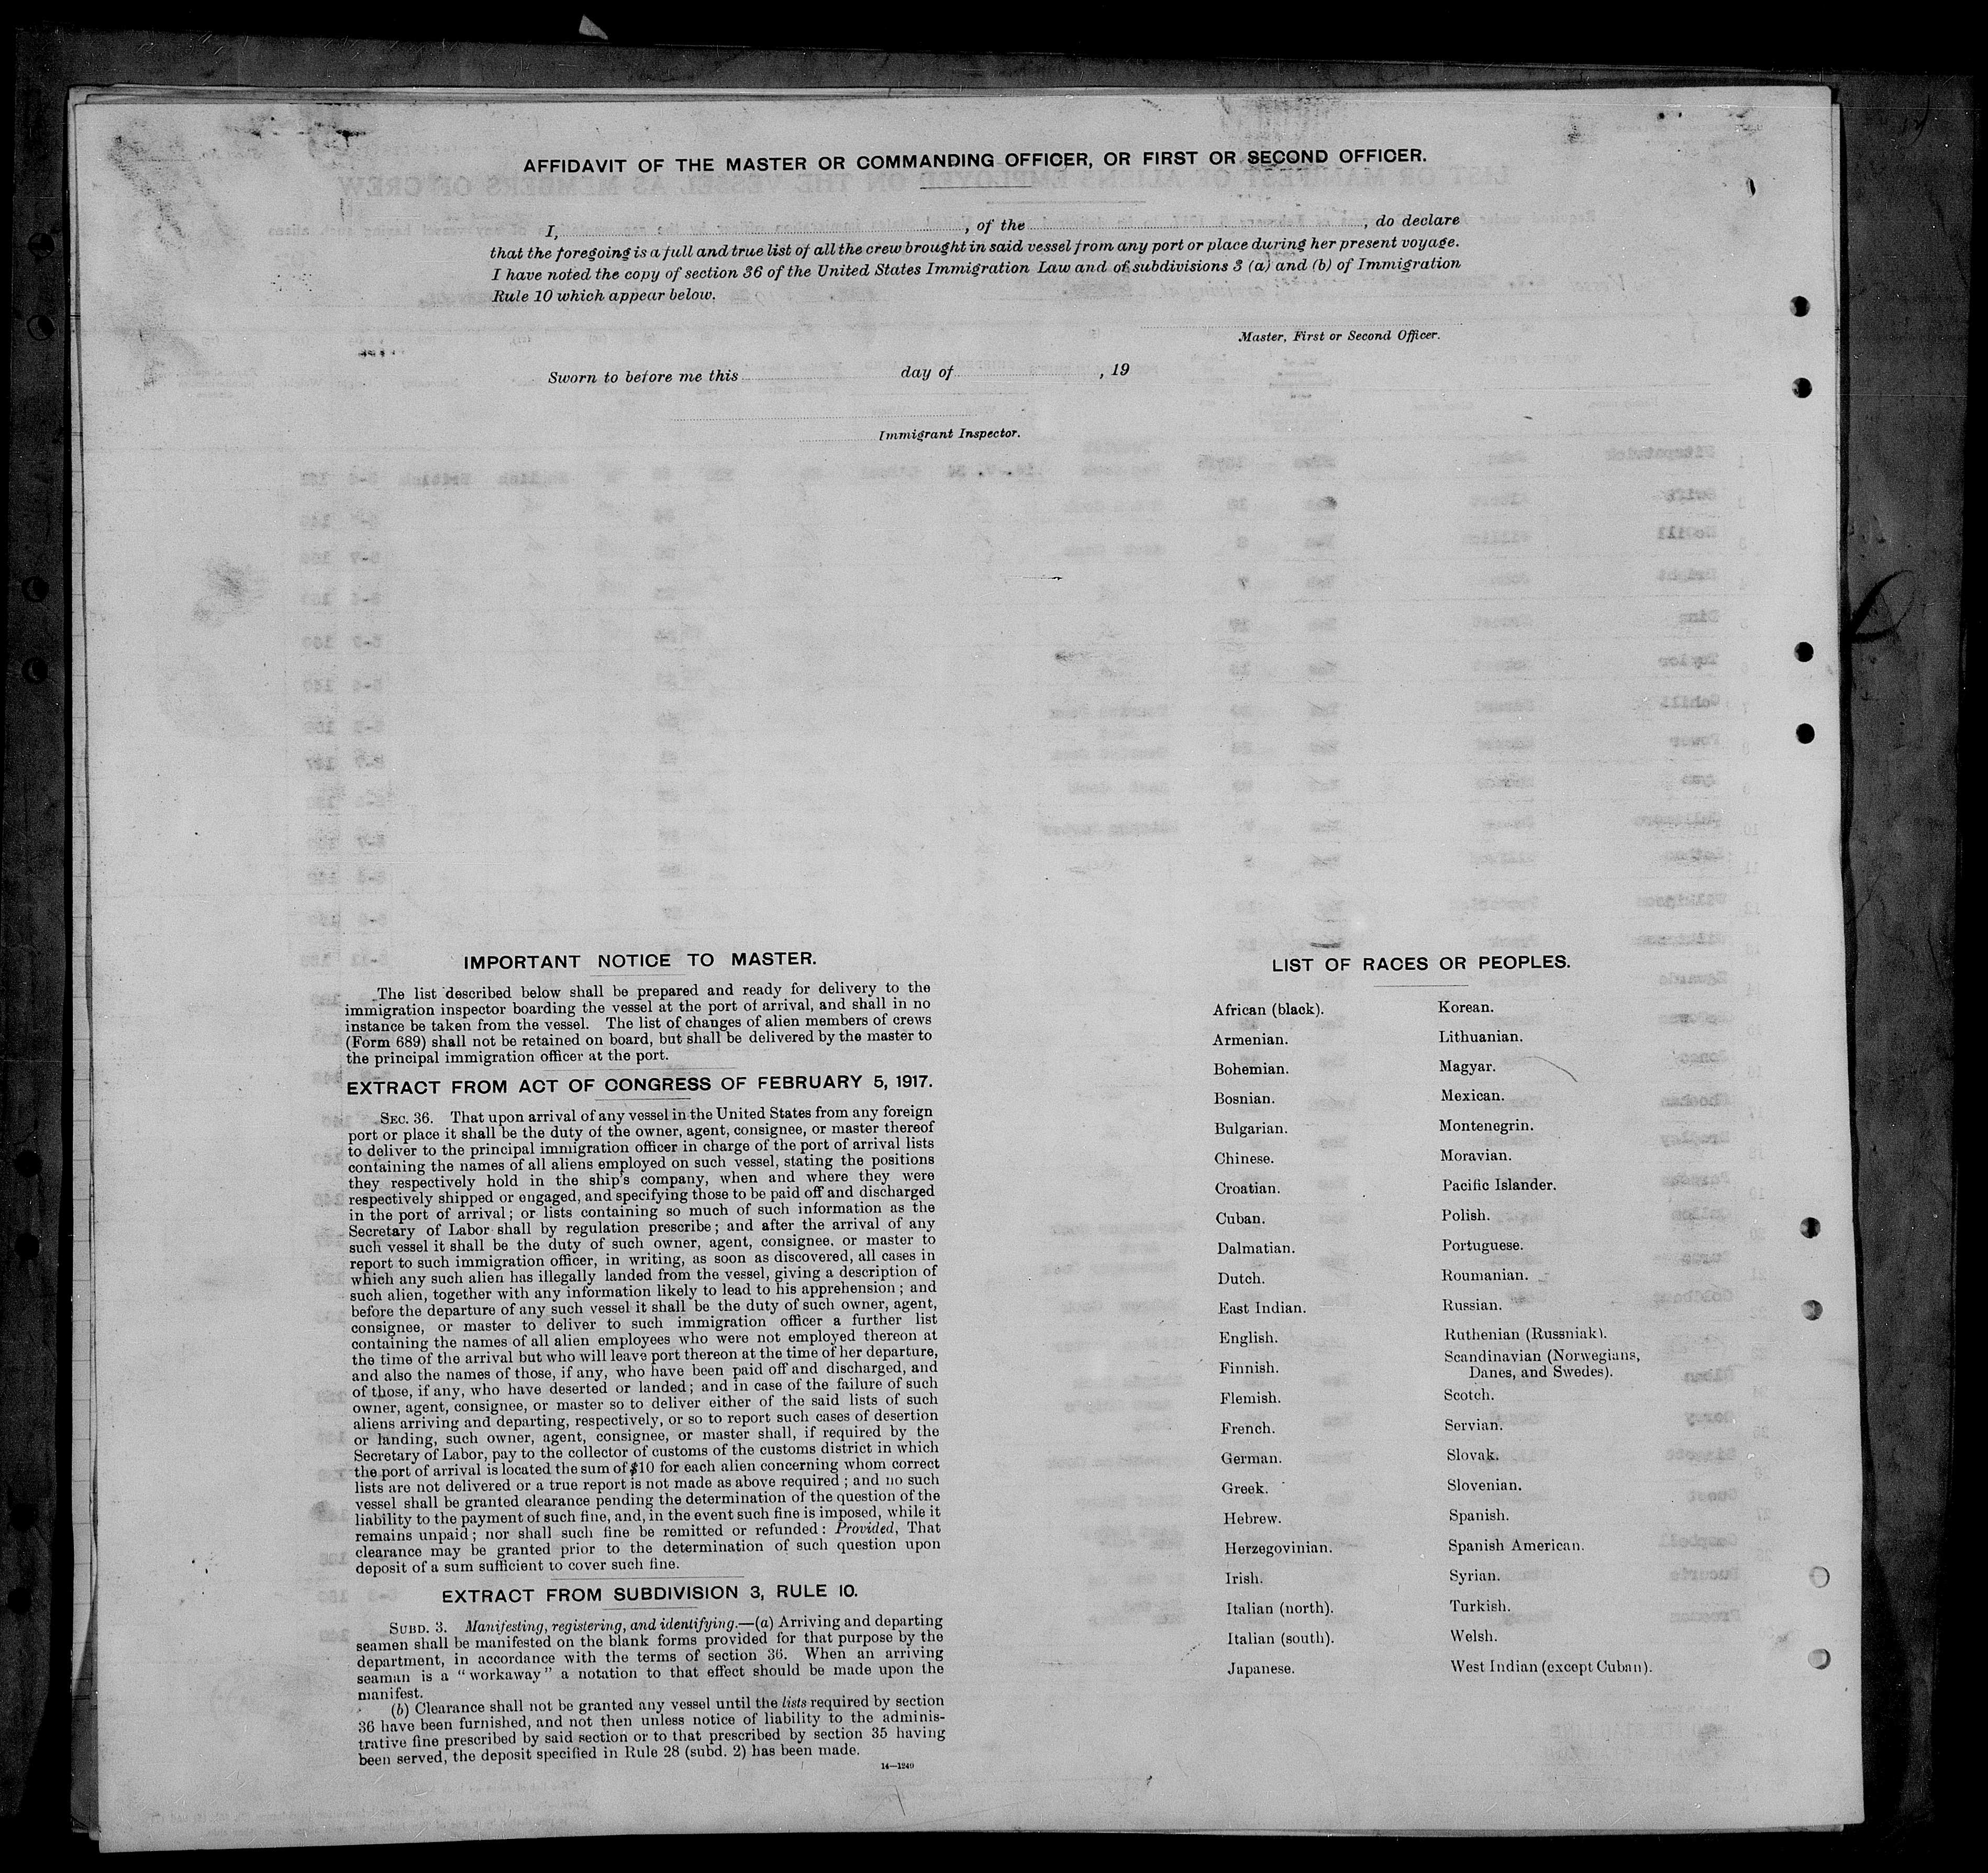 AFFIDAVIT OF THE MASTER OR COMMANDING OFFICER, OR FIRST OR SECOND OFFICER.
I, , of the , do declare
that the foregoing is a full and true list of all the crew brought in said vessel from any port or place during her present voyage.
I have noted the copy of section 36 of the United States Immigration Law and of subdivisions 3 (a) and (b) of Immigration
Rule 10 which appear below.
Master, First or Second Officer.
Sworn to before me this day of , 19
Immigrant Inspector.
IMPORTANT NOTICE TO MASTER.
The list described below shall be prepared and ready for delivery to the
immigration inspector boarding the vessel at the port of arrival, and shall in no
instance be taken from the vessel. The list of changes of alien members of crews
(Form 689) shall not be retained on board, but shall be delivered by the master to
the principal immigration officer at the port.
EXTRACT FROM ACT OF CONGRESS OF FEBRUARY 5, 1917.
SEC. 36. That upon arrival of any vessel in the United States from any foreign
port or place it shall be the duty of the owner, agent, consignee, or master thereof
to deliver to the principal immigration officer in charge of the port of arrival lists
containing the names of all aliens employed on such vessel, stating the positions
they respectively hold in the ship's company, when and where they were
respectively shipped or engaged, and specifying those to be paid off and discharged
in the port of arrival; or lists containing so much of such information as the
Secretary of Labor shall by regulation prescribe; and after the arrival of any
such vessel it shall be the duty of such owner, agent, consignee, or master to
report to such immigration officer, in writing, as soon as discovered, all cases in
which any such alien has illegally landed from the vessel, giving a description of
such alien, together with any information likely to lead to his apprehension; and
before the departure of any such vessel it shall be the duty of such owner, agent,
consignee, or master to deliver to such immigration officer a further list
containing the names of all alien employees who were not employed thereon at
the time of the arrival but who will leave port thereon at the time of her departure,
and also the names of those, if any, who have been paid off and discharged, and
of those, if any, who have deserted or landed; and in case of the failure of such
owner, agent, consignee, or master so to deliver either of the said lists of such
aliens arriving and departing, respectively, or so to report such cases of desertion
or landing, such owner, agent, consignee, or master shall, if required by the
Secretary of Labor, pay to the collector of customs of the customs district in which
the port of arrival is located the sum of $10 for each alien concerning whom correct
lists are not delivered or a true report is not made as above required; and no such
vessel shall be granted clearance pending the determination of the question of the
liability to the payment of such fine, and, in the event such fine is imposed, while it
remains unpaid; nor shall such fine be remitted or refunded: Provided, That
clearance may be granted prior to the determination of such question upon
deposit of a sum sufficient to cover such fine.
EXTRACT FROM SUBDIVISION 3, RULE 10.
SUBD. 3. Manifesting, registering, and identifying.—(a) Arriving and departing
seamen shall be manifested on the blank forms provided for that purpose by the
department, in accordance with the terms of section 36. When an arriving
seaman is a "workaway" a notation to that effect should be made upon the
manifest.
(b) Clearance shall not be granted any vessel until the lists required by section
36 have been furnished, and not then unless notice of liability to the adminis-
trative fine prescribed by said section or to that prescribed by section 35 having
been served, the deposit specified in Rule 28 (subd. 2) has been made.
14—1240
LIST OF RACES OR PEOPLES.
African (black).
Armenian.
Bohemian.
Bosnian.
Bulgarian.
Chinese.
Croatian.
Cuban.
Dalmatian.
Dutch.
East Indian.
English.
Finnish.
Flemish.
French.
German.
Greek.
Hebrew.
Herzegovinian.
Irish.
Italian (north).
Italian (south).
Japanese.
Korean.
Lithuanian.
Magyar.
Mexican.
Montenegrin.
Moravian.
Pacific Islander.
Polish.
Portuguese.
Roumanian.
Russian.
Ruthenian (Russniak).
Scandinavian (Norwegians,
Danes, and Swedes).
Scotch.
Servian.
Slovak.
Slovenian.
Spanish.
Spanish American.
Syrian.
Turkish.
Welsh.
West Indian (except Cuban).